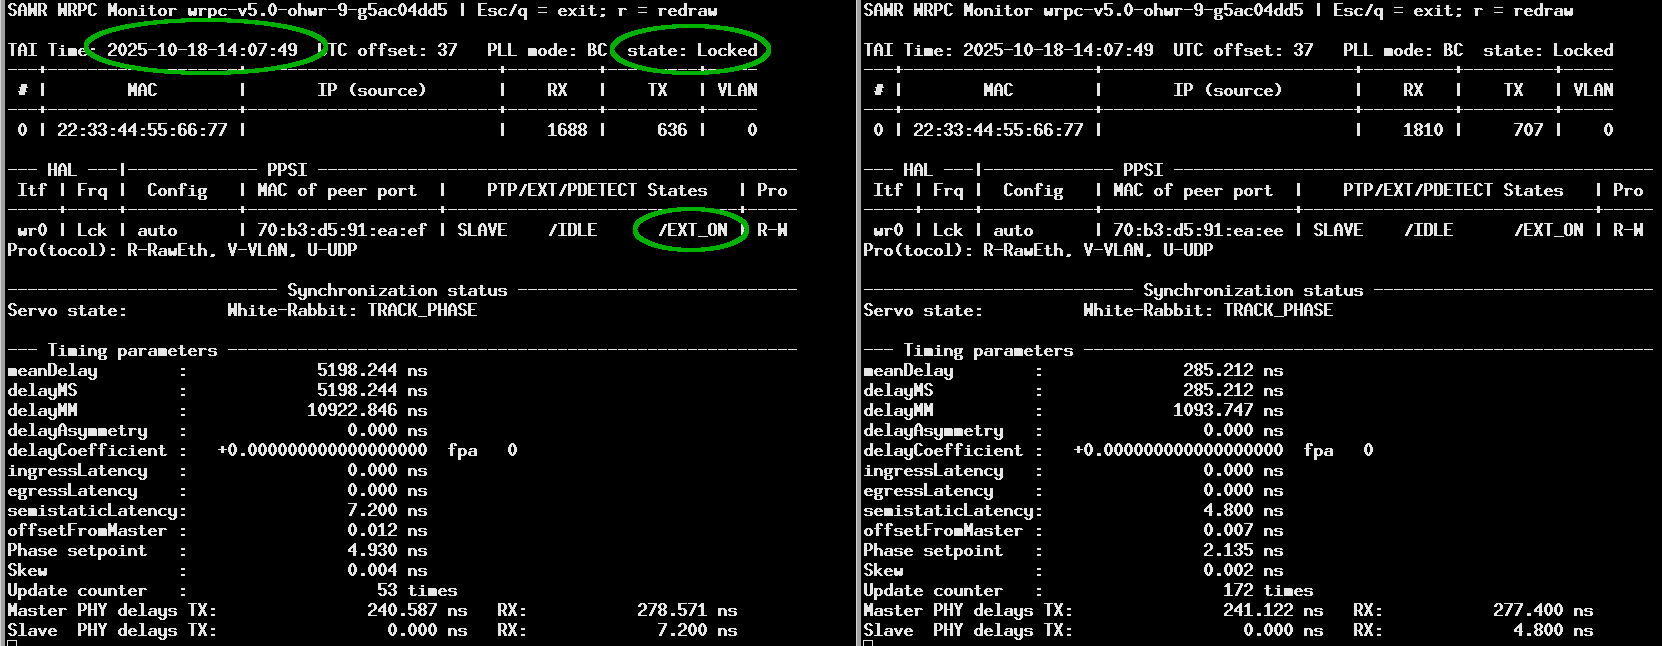 SAWR WRPC Monitor wrpc-v5.0-ohwr-9-g5ac04dd5 | Esc/q = exit; r = redraw
TAI Time: 2025-10-18-14:07:49 UTC offset: 37 PLL mode: BC state: Locked
# | MAC | IP (source) | RX | TX | VLAN
0 | 22:33:44:55:66:77 | | 1688 | 636 | 0
--- HAL ---|------------- PPSI ---
Itf | Frq | Config | MAC of peer port | PTP/EXT/PDETECT States | Pro
wr0 | Lck | auto | 70:b3:d5:91:ea:ef | SLAVE /IDLE /EXT_ON | R-W
Pro(tocol): R-RawEth, V-VLAN, U-UDP
--- Synchronization status ---
Servo state: White-Rabbit: TRACK_PHASE
--- Timing parameters ---
meanDelay : 5198.244 ns
delayMS : 5198.244 ns
delayMM : 10922.846 ns
delayAsymmetry : 0.000 ns
delayCoefficient : +0.000000000000000000 fpa 0
ingressLatency : 0.000 ns
egressLatency : 0.000 ns
semistaticLatency: 7.200 ns
offsetFromMaster : 0.012 ns
Phase setpoint : 4.930 ns
Skew : 0.004 ns
Update counter : 53 times
Master PHY delays TX: 240.587 ns RX: 278.571 ns
Slave PHY delays TX: 0.000 ns RX: 7.200 ns
SAWR WRPC Monitor wrpc-v5.0-ohwr-9-g5ac04dd5 | Esc/q = exit; r = redraw
TAI Time: 2025-10-18-14:07:49 UTC offset: 37 PLL mode: BC state: Locked
# | MAC | IP (source) | RX | TX | VLAN
0 | 22:33:44:55:66:77 | | 1810 | 707 | 0
--- HAL ---|------------- PPSI ---
Itf | Frq | Config | MAC of peer port | PTP/EXT/PDETECT States | Pro
wr0 | Lck | auto | 70:b3:d5:91:ea:ee | SLAVE /IDLE /EXT_ON | R-W
Pro(tocol): R-RawEth, V-VLAN, U-UDP
--- Synchronization status ---
Servo state: White-Rabbit: TRACK_PHASE
--- Timing parameters ---
meanDelay : 285.212 ns
delayMS : 285.212 ns
delayMM : 1093.747 ns
delayAsymmetry : 0.000 ns
delayCoefficient : +0.000000000000000000 fpa 0
ingressLatency : 0.000 ns
egressLatency : 0.000 ns
semistaticLatency: 4.800 ns
offsetFromMaster : 0.007 ns
Phase setpoint : 2.135 ns
Skew : 0.002 ns
Update counter : 172 times
Master PHY delays TX: 241.122 ns RX: 277.400 ns
Slave PHY delays TX: 0.000 ns RX: 4.800 ns